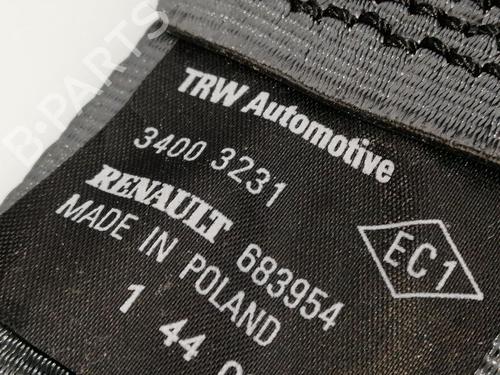 TRW Automotive
3400 3231
RENAULT 683954
MADE IN POLAND
EC1
1 44
B-PARTS